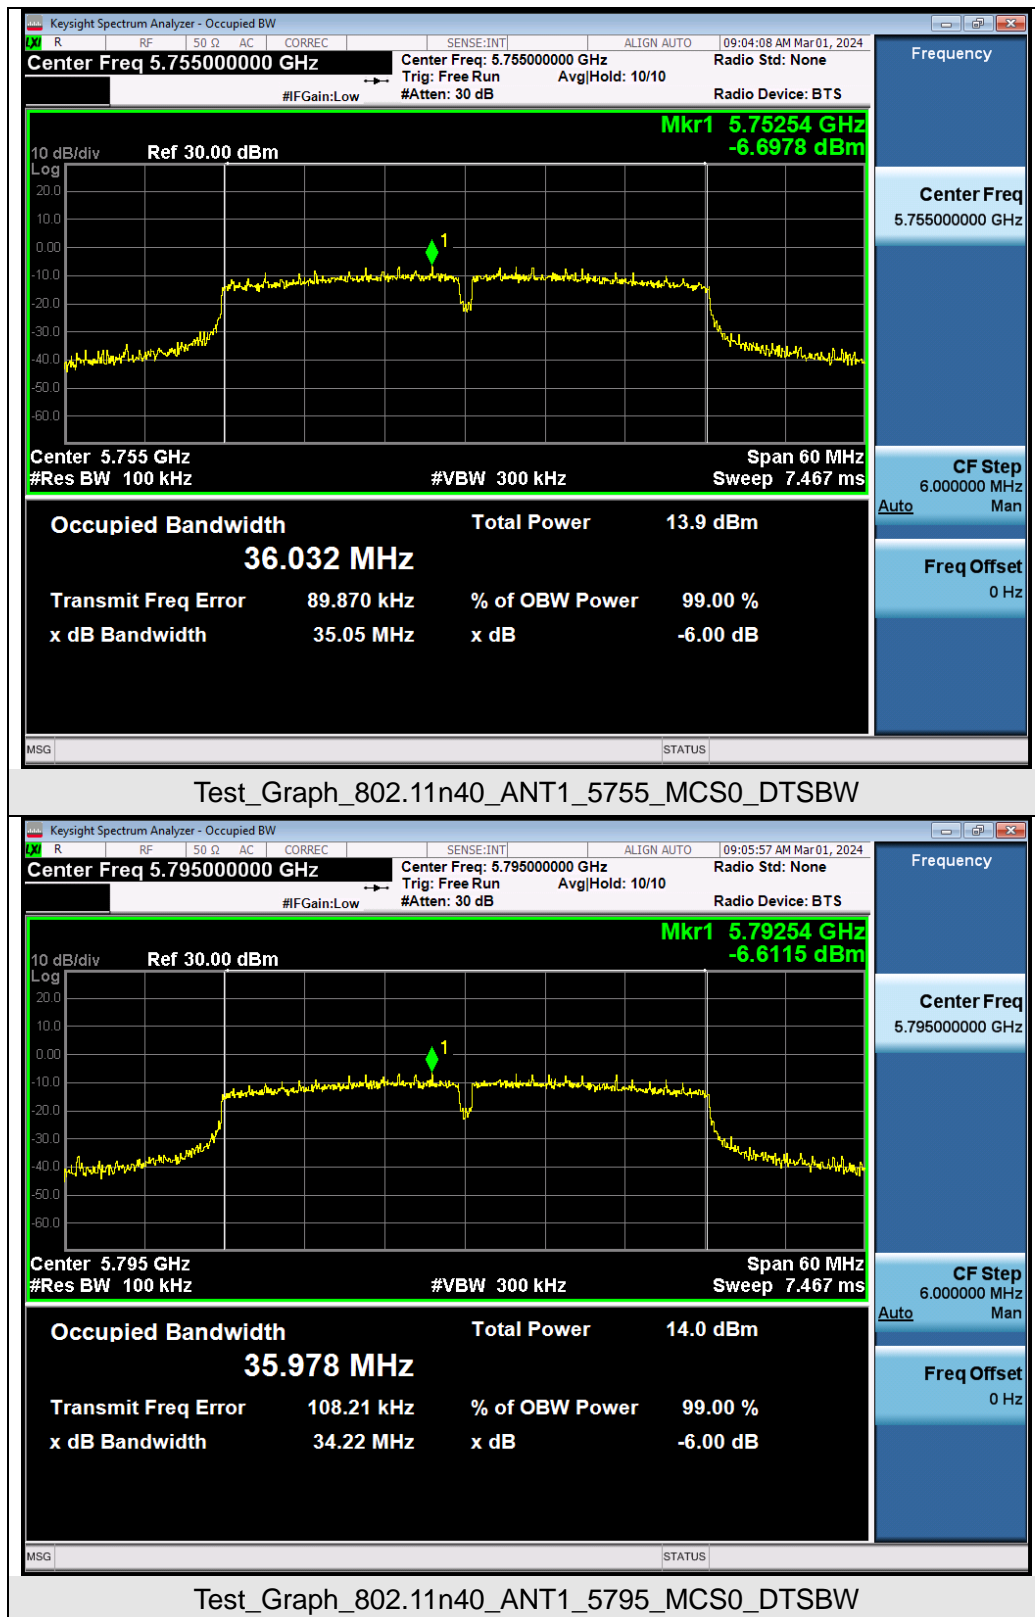 Keysight Spectrum Analyzer - Occupied BW
LXI R RF 50 Ω AC CORREC SENSE:INT ALIGN AUTO 09:04:08 AM Mar 01, 2024
Center Freq 5.755000000 GHz Center Freq: 5.755000000 GHz Radio Std: None Frequency
Trig: Free Run Avg|Hold: 10/10
#IFGain:Low #Atten: 30 dB Radio Device: BTS
Mkr1 5.75254 GHz
-6.6978 dBm
10 dB/div Ref 30.00 dBm
Log
20.0
10.0
0.00
-10.0
-20.0
-30.0
-40.0
-50.0
-60.0
1
Center Freq
5.755000000 GHz
Center 5.755 GHz Span 60 MHz
#Res BW 100 kHz #VBW 300 kHz Sweep 7.467 ms
CF Step
6.000000 MHz
Auto Man
Occupied Bandwidth Total Power 13.9 dBm
36.032 MHz
Transmit Freq Error 89.870 kHz % of OBW Power 99.00 %
x dB Bandwidth 35.05 MHz x dB -6.00 dB
Freq Offset
0 Hz
MSG STATUS
Test_Graph_802.11n40_ANT1_5755_MCS0_DTSBW
Keysight Spectrum Analyzer - Occupied BW
LXI R RF 50 Ω AC CORREC SENSE:INT ALIGN AUTO 09:05:57 AM Mar 01, 2024
Center Freq 5.795000000 GHz Center Freq: 5.795000000 GHz Radio Std: None Frequency
Trig: Free Run Avg|Hold: 10/10
#IFGain:Low #Atten: 30 dB Radio Device: BTS
Mkr1 5.79254 GHz
-6.6115 dBm
10 dB/div Ref 30.00 dBm
Log
20.0
10.0
0.00
-10.0
-20.0
-30.0
-40.0
-50.0
-60.0
1
Center Freq
5.795000000 GHz
Center 5.795 GHz Span 60 MHz
#Res BW 100 kHz #VBW 300 kHz Sweep 7.467 ms
CF Step
6.000000 MHz
Auto Man
Occupied Bandwidth Total Power 14.0 dBm
35.978 MHz
Transmit Freq Error 108.21 kHz % of OBW Power 99.00 %
x dB Bandwidth 34.22 MHz x dB -6.00 dB
Freq Offset
0 Hz
MSG STATUS
Test_Graph_802.11n40_ANT1_5795_MCS0_DTSBW